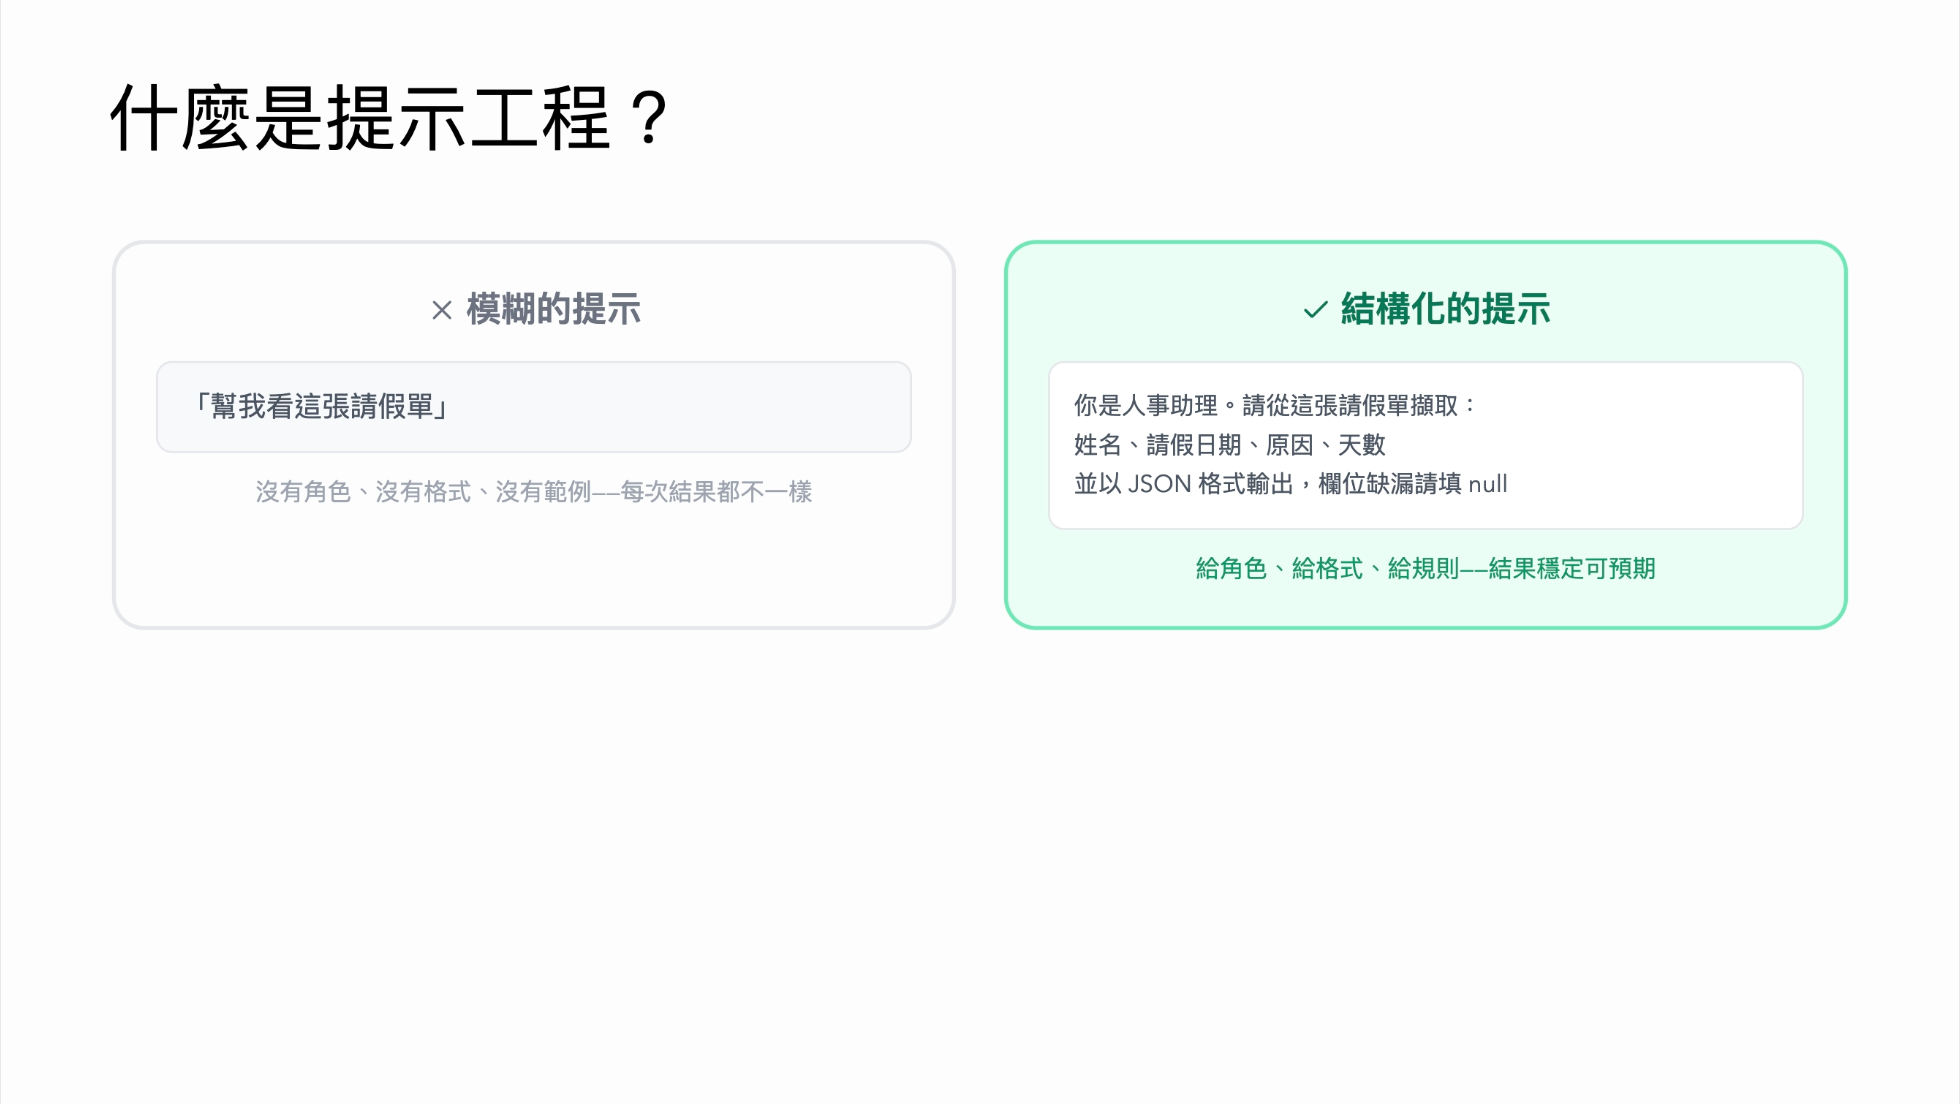 什麼是提示工程？
✕ 模糊的提示
「幫我看這張請假單」
沒有角色、沒有格式、沒有範例——每次結果都不一樣
✓ 結構化的提示
你是人事助理。請從這張請假單擷取：
姓名、請假日期、原因、天數
並以 JSON 格式輸出，欄位缺漏請填 null
給角色、給格式、給規則——結果穩定可預期